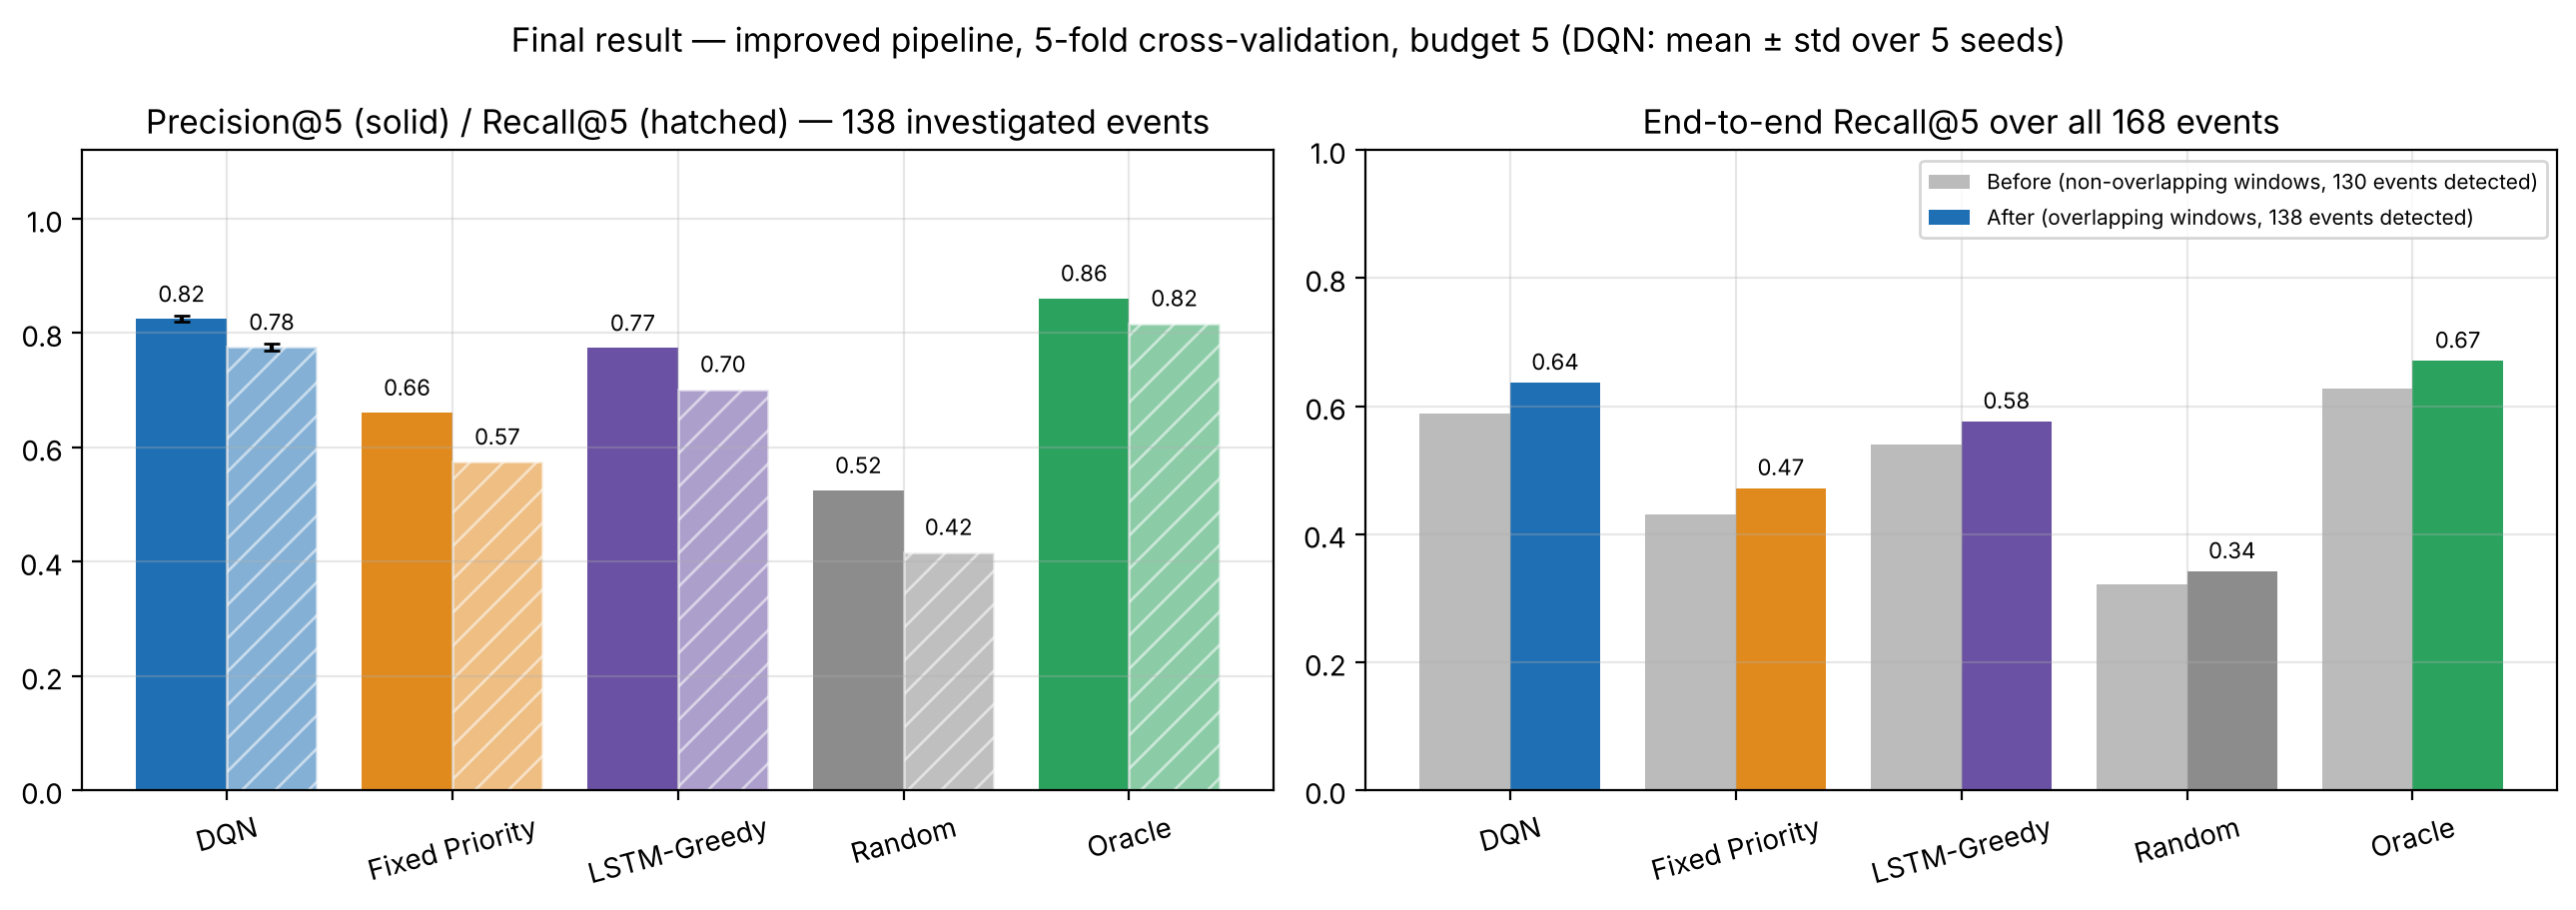 Final result — improved pipeline, 5-fold cross-validation, budget 5 (DQN: mean ± std over 5 seeds)
Precision@5 (solid) / Recall@5 (hatched) — 138 investigated events
1.0
0.8
0.6
0.4
0.2
0.0
0.82
0.78
0.66
0.57
0.77
0.70
0.52
0.42
0.86
0.82
DQN
Fixed Priority
LSTM-Greedy
Random
Oracle
End-to-end Recall@5 over all 168 events
Before (non-overlapping windows, 130 events detected)
After (overlapping windows, 138 events detected)
1.0
0.8
0.6
0.4
0.2
0.0
0.64
0.47
0.58
0.34
0.67
DQN
Fixed Priority
LSTM-Greedy
Random
Oracle